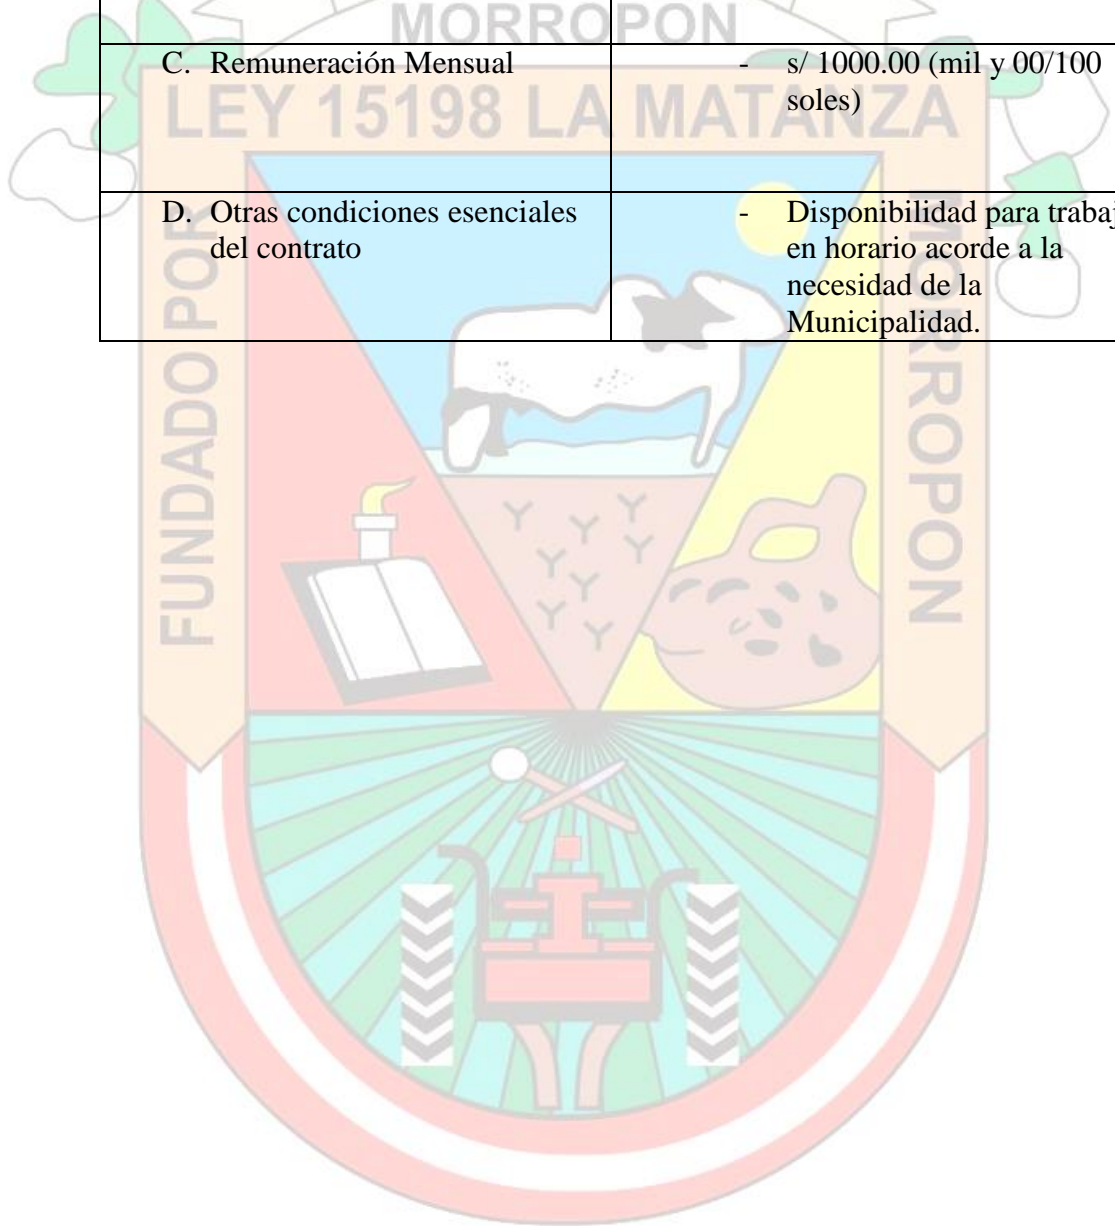 MORROPON
C. Remuneración Mensual
- s/ 1000.00 (mil y 00/100
soles)
LEY 15198 LA MATANZA
D. Otras condiciones esenciales
del contrato
- Disponibilidad para trabaj
en horario acorde a la
necesidad de la
Municipalidad.
FUNDADO POR
MORROPON